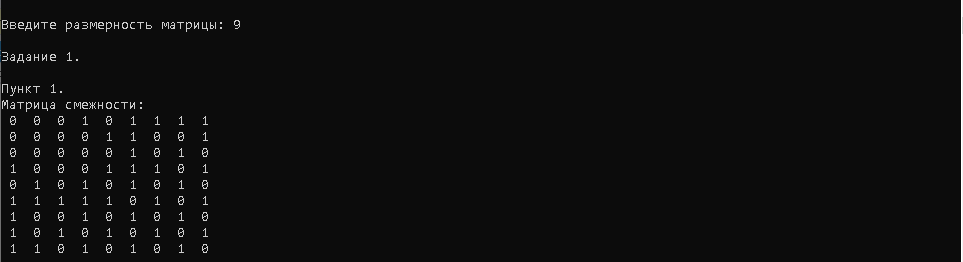 Введите размерность матрицы: 9
Задание 1.
Пункт 1.
Матрица смежности:
0 0 0 1 0 1 1 1 1
0 0 0 0 1 1 0 0 1
0 0 0 0 0 1 0 1 0
1 0 0 0 1 1 1 0 1
0 1 0 1 0 1 0 1 0
1 1 1 1 1 0 1 0 1
1 0 0 1 0 1 0 1 0
1 0 1 0 1 0 1 0 1
1 1 0 1 0 1 0 1 0